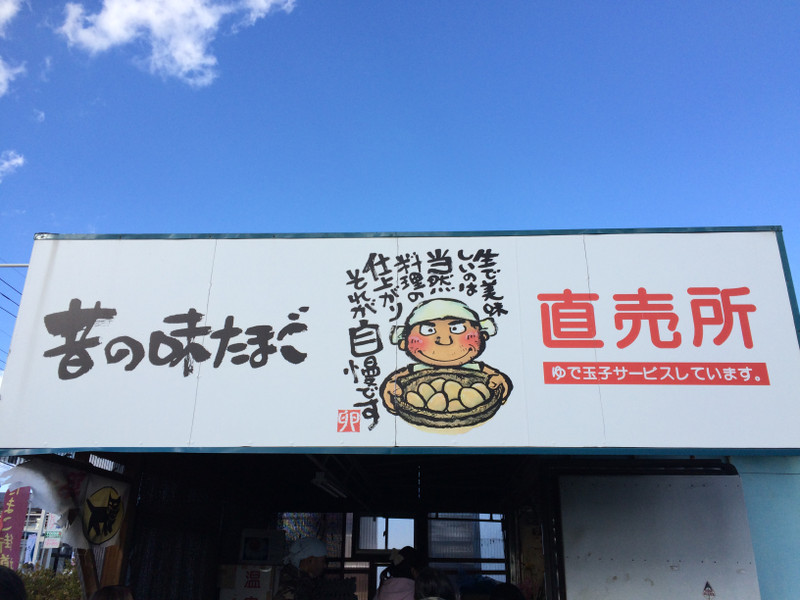 昔の味たまご
生で美味
しいのは
当然
料理の
仕上がり
それが自慢です
卵
直売所
ゆで玉子サービスしています。